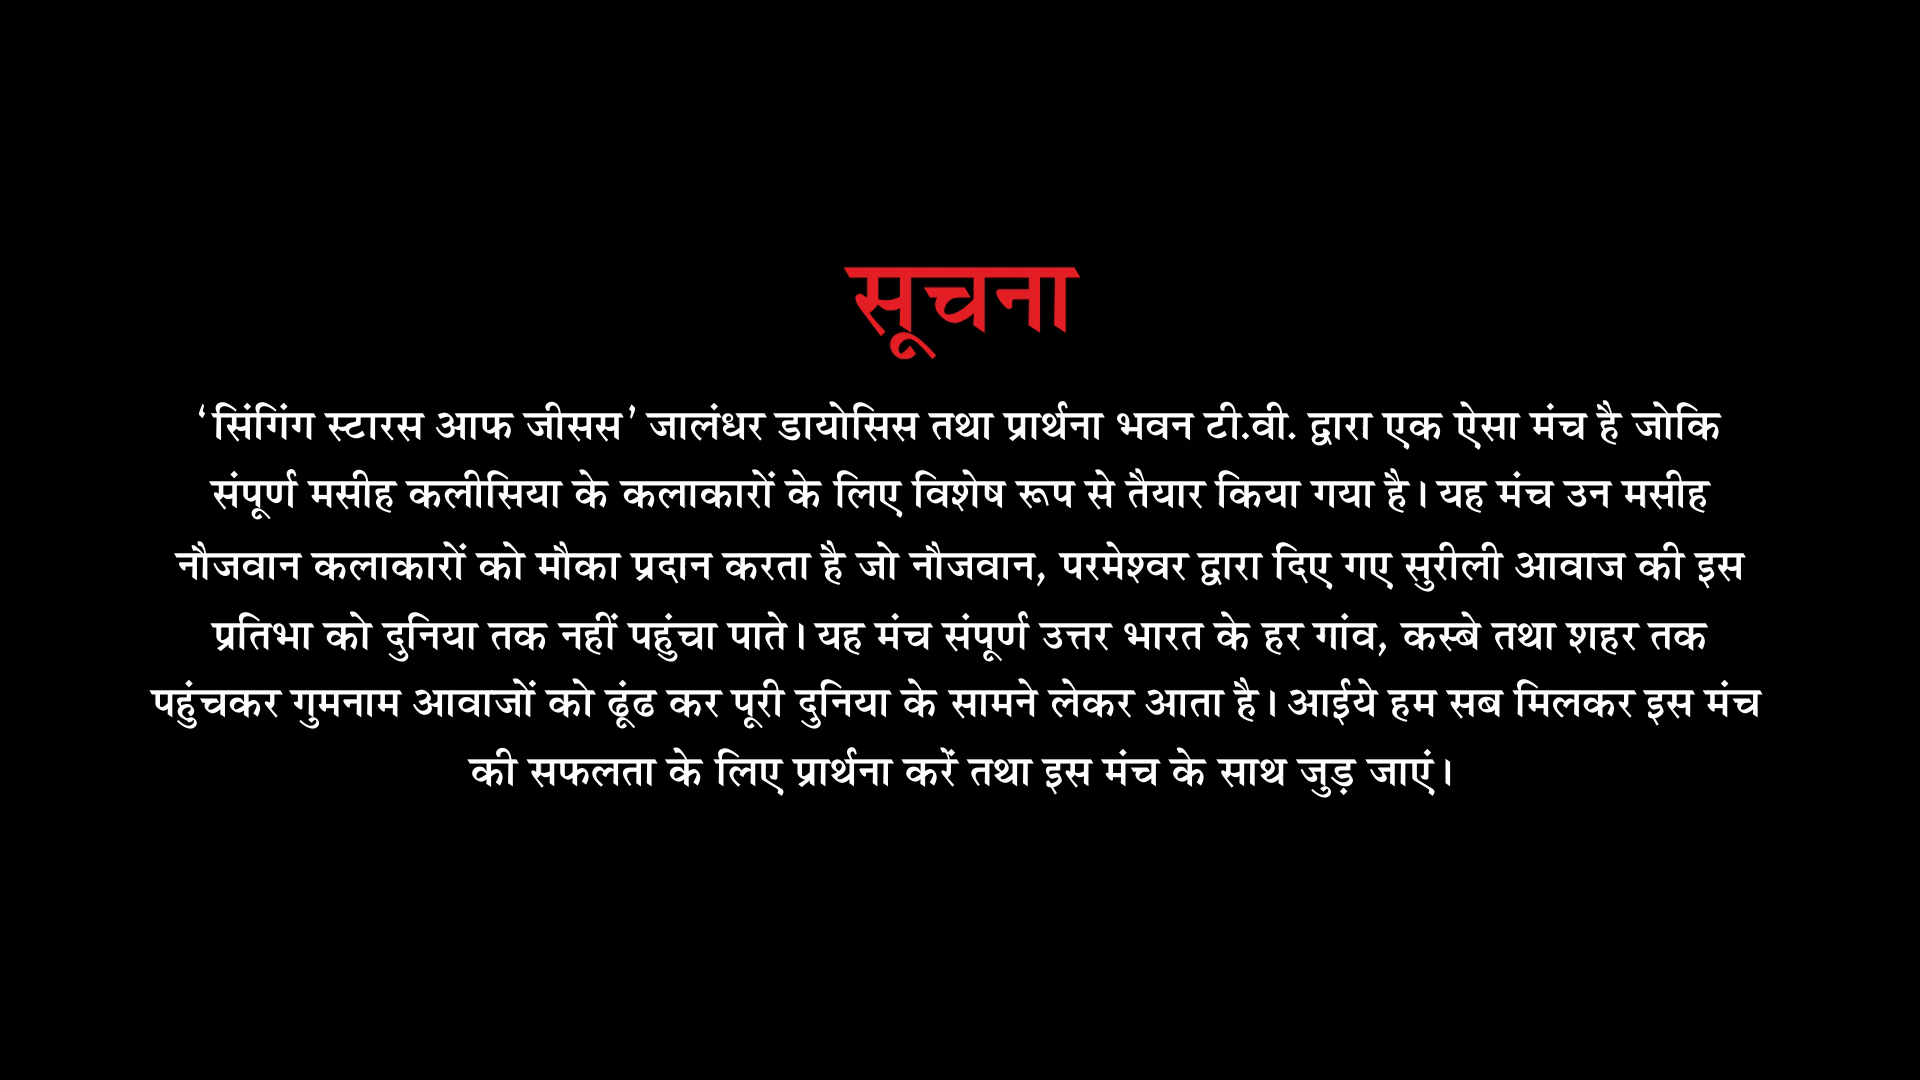 सूचना
‘सिंगिंग स्टारस आफ जीसस’ जालंधर डायोसिस तथा प्रार्थना भवन टी.वी. द्वारा एक ऐसा मंच है जोकि
संपूर्ण मसीह कलीसिया के कलाकारों के लिए विशेष रूप से तैयार किया गया है। यह मंच उन मसीह
नौजवान कलाकारों को मौका प्रदान करता है जो नौजवान, परमेश्वर द्वारा दिए गए सुरीली आवाज की इस
प्रतिभा को दुनिया तक नहीं पहुंचा पाते। यह मंच संपूर्ण उत्तर भारत के हर गांव, कस्बे तथा शहर तक
पहुंचकर गुमनाम आवाजों को ढूंढ कर पूरी दुनिया के सामने लेकर आता है। आईये हम सब मिलकर इस मंच
की सफलता के लिए प्रार्थना करें तथा इस मंच के साथ जुड़ जाएं।